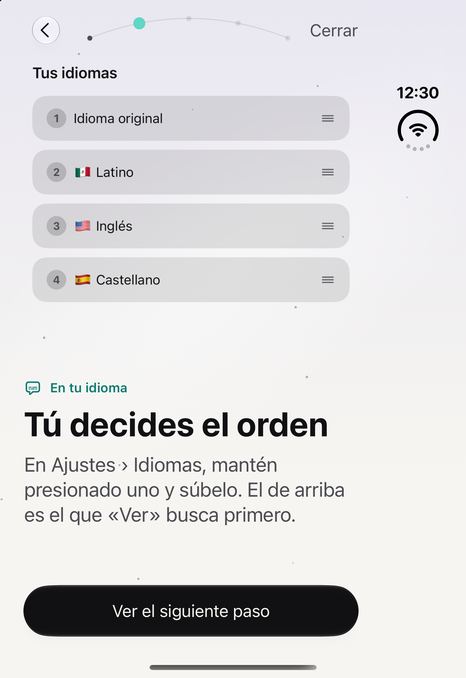 Cerrar
Tus idiomas
12:30
1 Idioma original
2 Latino
3 Inglés
4 Castellano
En tu idioma
Tú decides el orden
En Ajustes › Idiomas, mantén
presionado uno y súbelo. El de arriba
es el que «Ver» busca primero.
Ver el siguiente paso